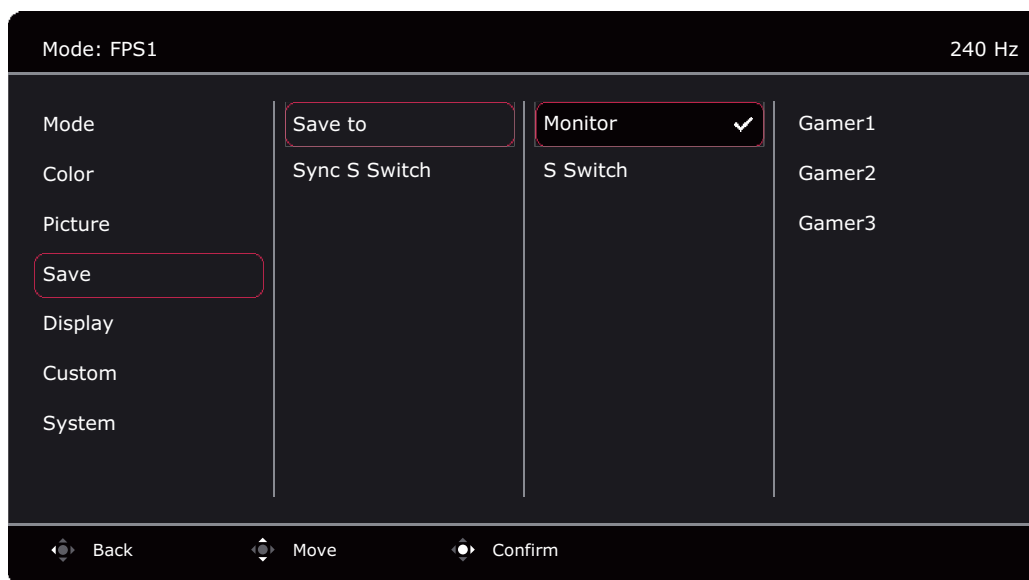 Mode: FPS1
240 Hz
Mode
Color
Picture
Save
Display
Custom
System
Save to
Sync S Switch
Monitor
S Switch
Gamer1
Gamer2
Gamer3
Back
Move
Confirm